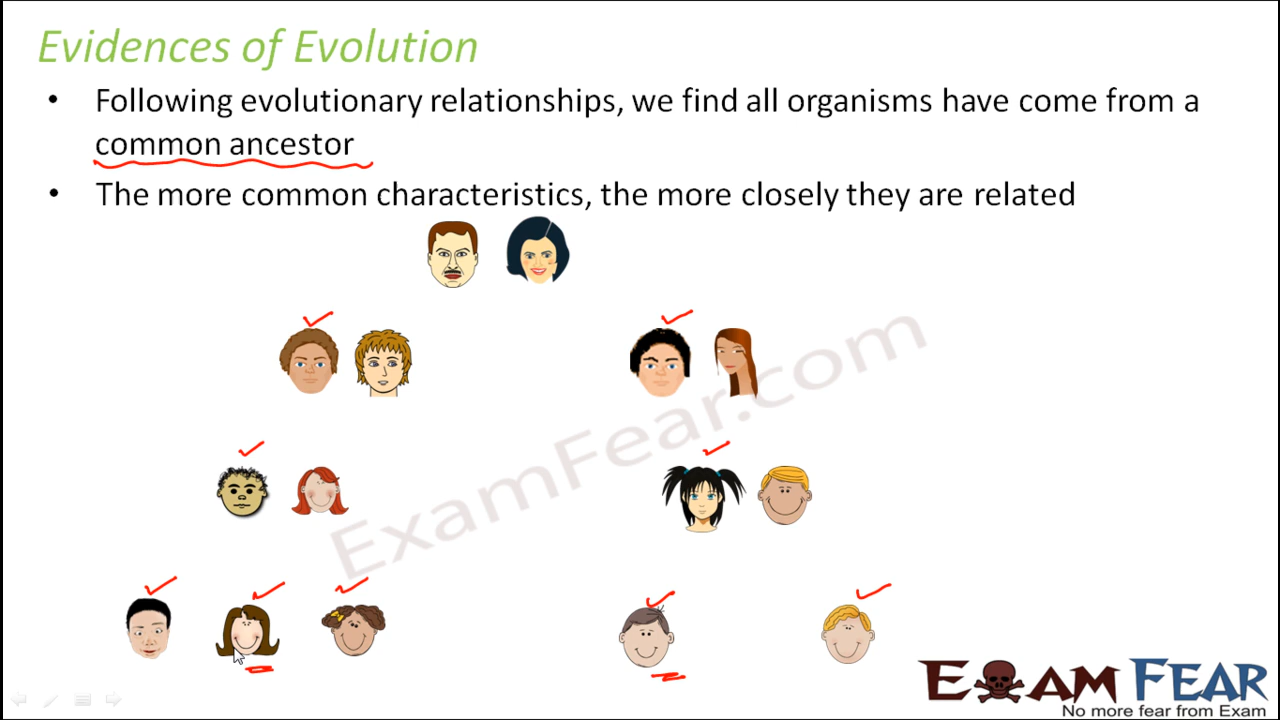 Evidences of Evolution
• Following evolutionary relationships, we find all organisms have come from a
common ancestor
• The more common characteristics, the more closely they are related
ExamFear.com
EXAM FEAR
No more fear from Exam